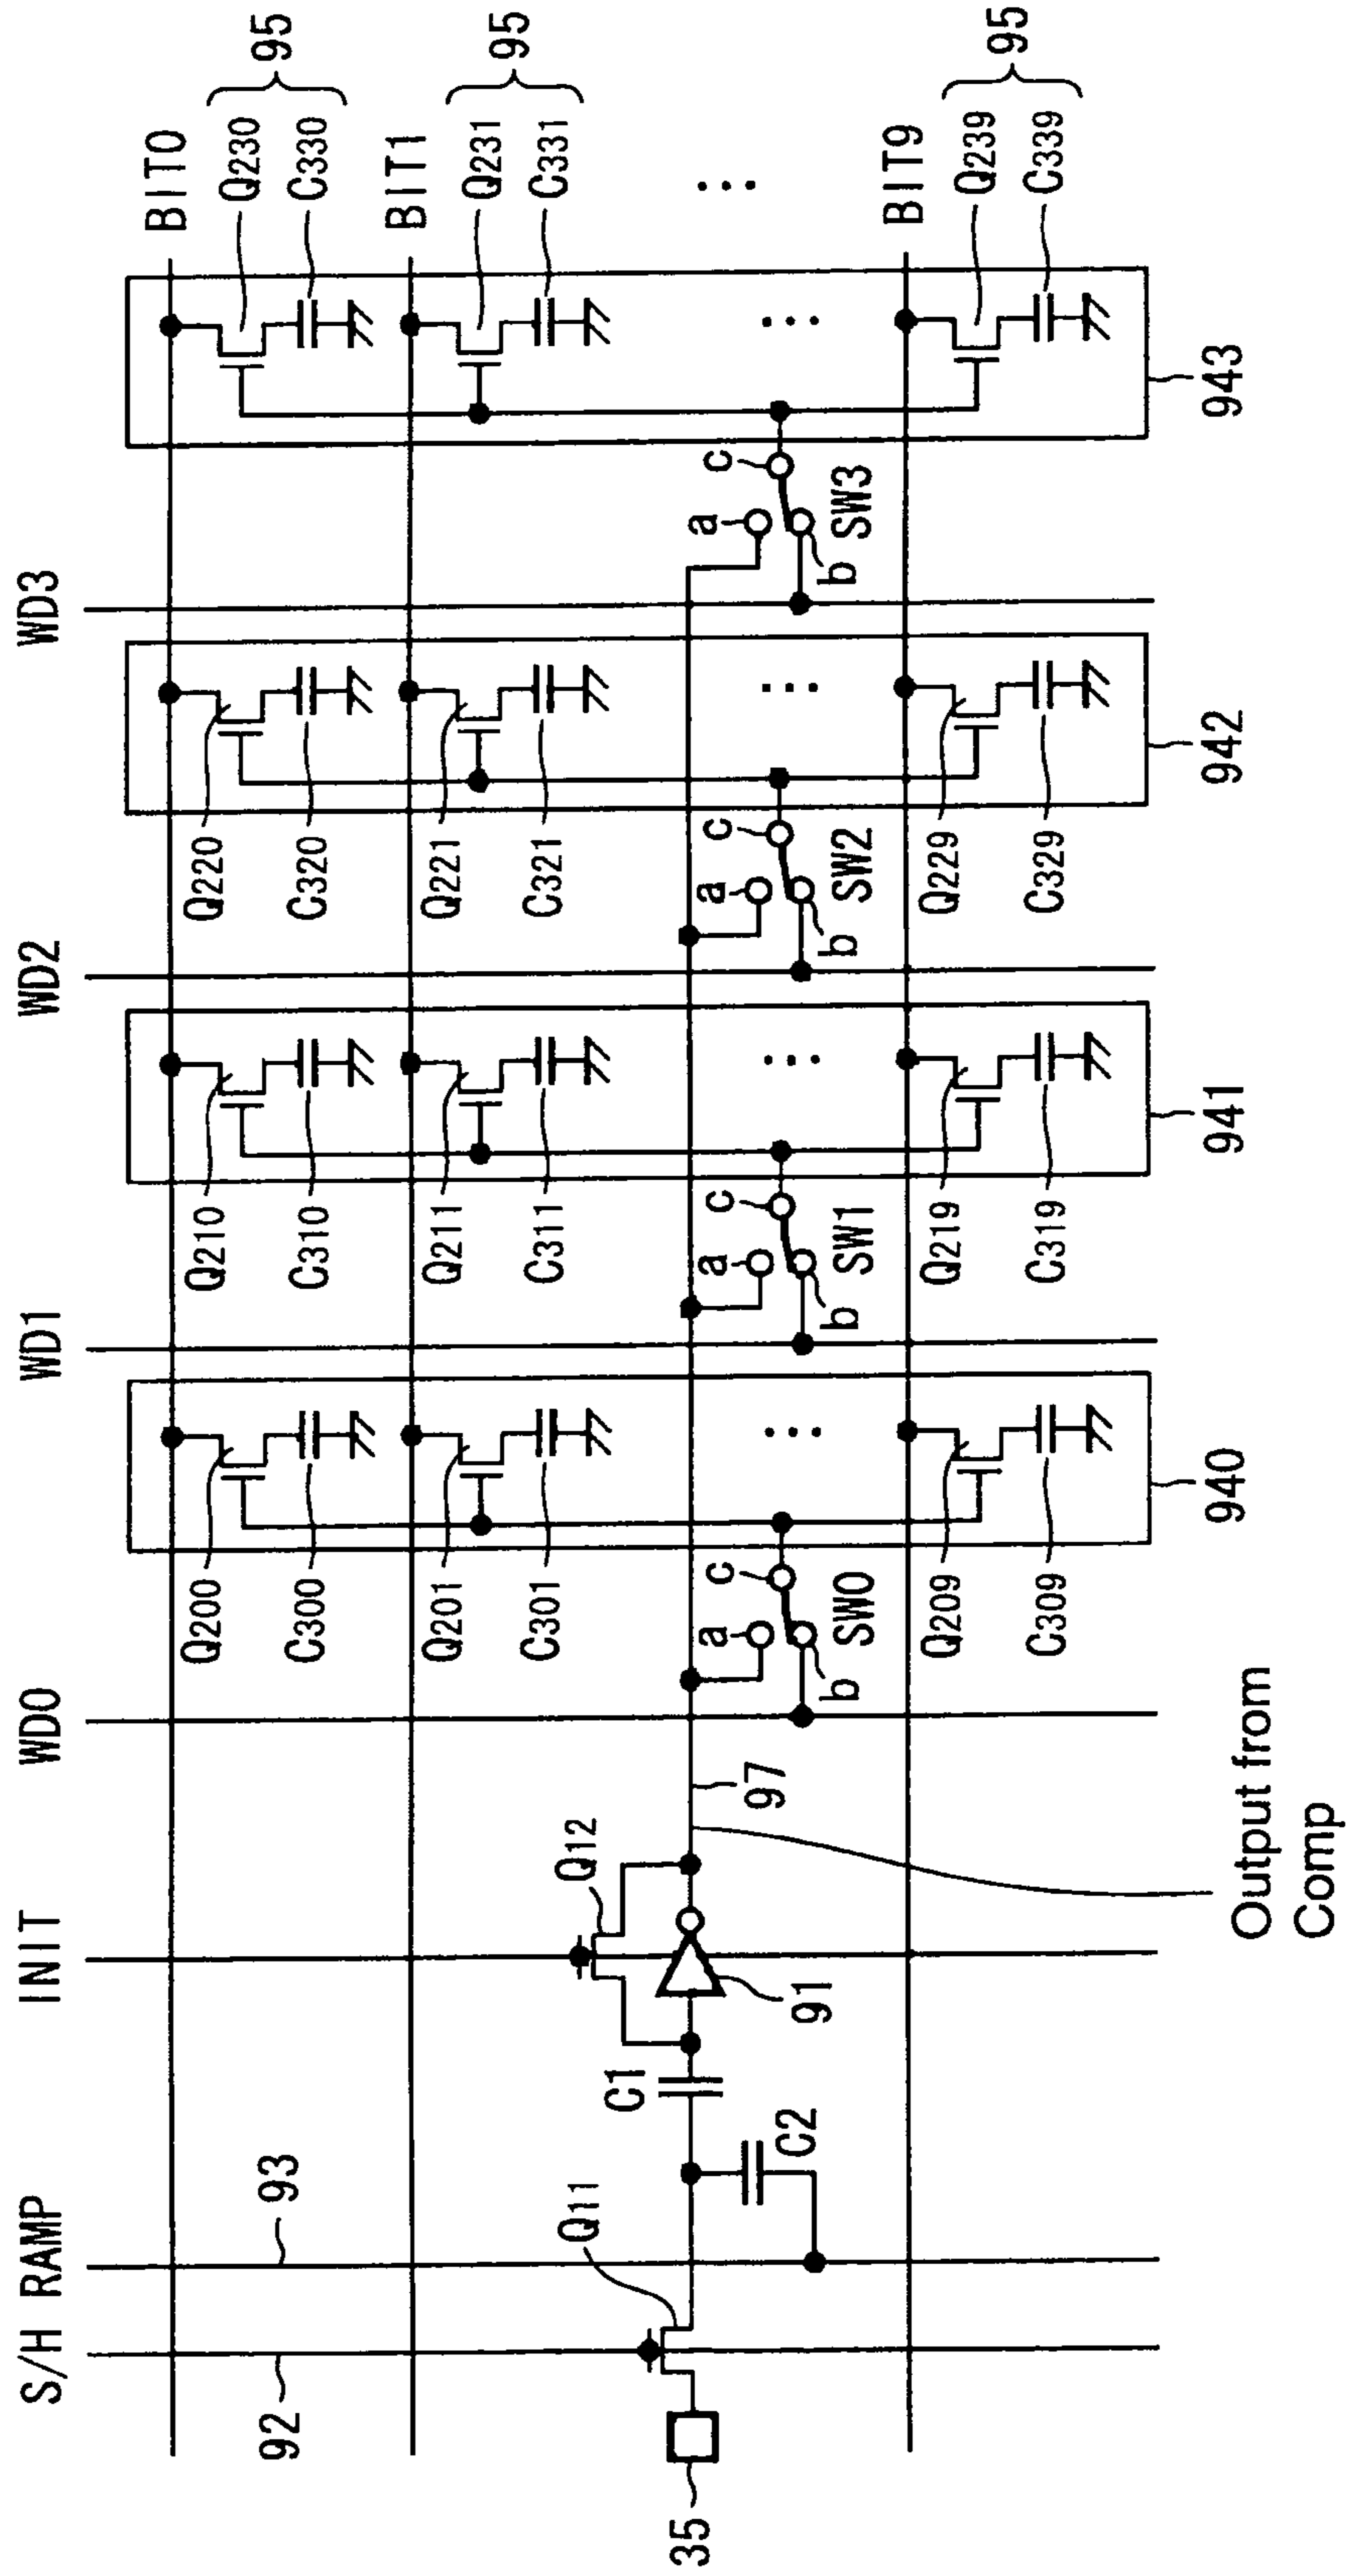 S/H
RAMP
INIT
WD0
WD1
WD2
WD3
92
93
BIT0
Q200
C300
Q210
C310
Q220
C320
Q230
C330
95
BIT1
Q201
C301
Q211
C311
Q221
C321
Q231
C331
95
35
Q11
C1
C2
Q12
91
97
a
b
c
SW0
a
b
c
SW1
a
b
c
SW2
a
b
c
SW3
...
BIT9
Q209
C309
Q219
C319
Q229
C329
Q239
C339
95
940
941
942
943
Output from
Comp